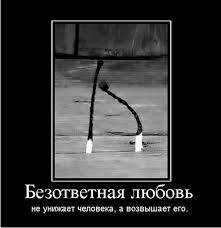 Безответная любовь
не унижает человека, а возвышает его.